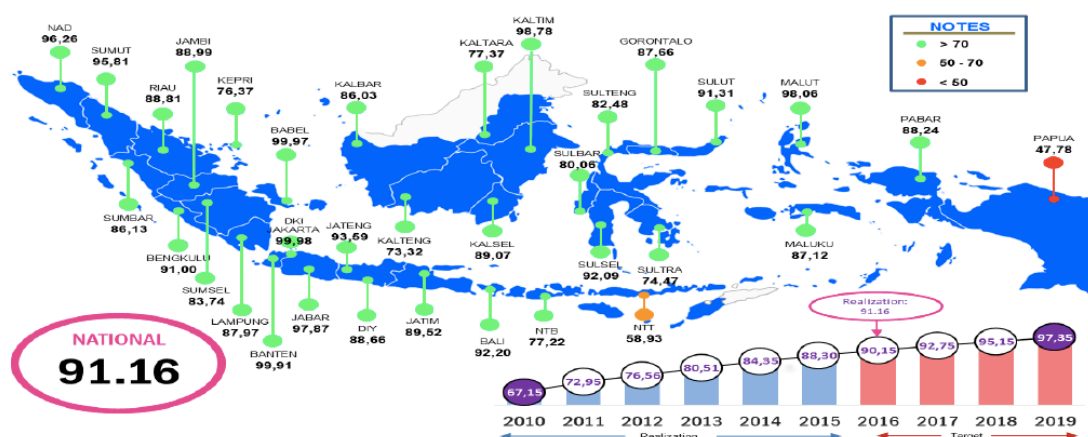 NAD
96,26
SUMUT
95,81
RIAU
88,81
JAMBI
88,99
KEPRI
76,37
BABEL
99,97
KALBAR
86,03
KALTARA
77,37
KALTIM
98,78
SULTENG
82,48
GORONTALO
87,66
SULUT
91,31
MALUT
98,06
PABAR
88,24
PAPUA
47,78
NOTES
> 70
50 - 70
< 50
SULBAR
80,06
SUMBAR
86,13
BENGKULU
91,00
SUMSEL
83,74
LAMPUNG
87,97
BANTEN
99,91
DKI
JAKARTA
99,98
JATENG
93,59
JABAR
97,87
DIY
88,66
JATIM
89,52
KALTENG
73,32
KALSEL
89,07
SULSEL
92,09
SULTRA
74,47
MALUKU
87,12
BALI
92,20
NTB
77,22
NTT
58,93
NATIONAL
91.16
Realization:
91.16
67,15
72,95
76,56
80,51
84,35
88,30
90,15
92,75
95,15
97,35
2010 2011 2012 2013 2014 2015 2016 2017 2018 2019
Realization
Target